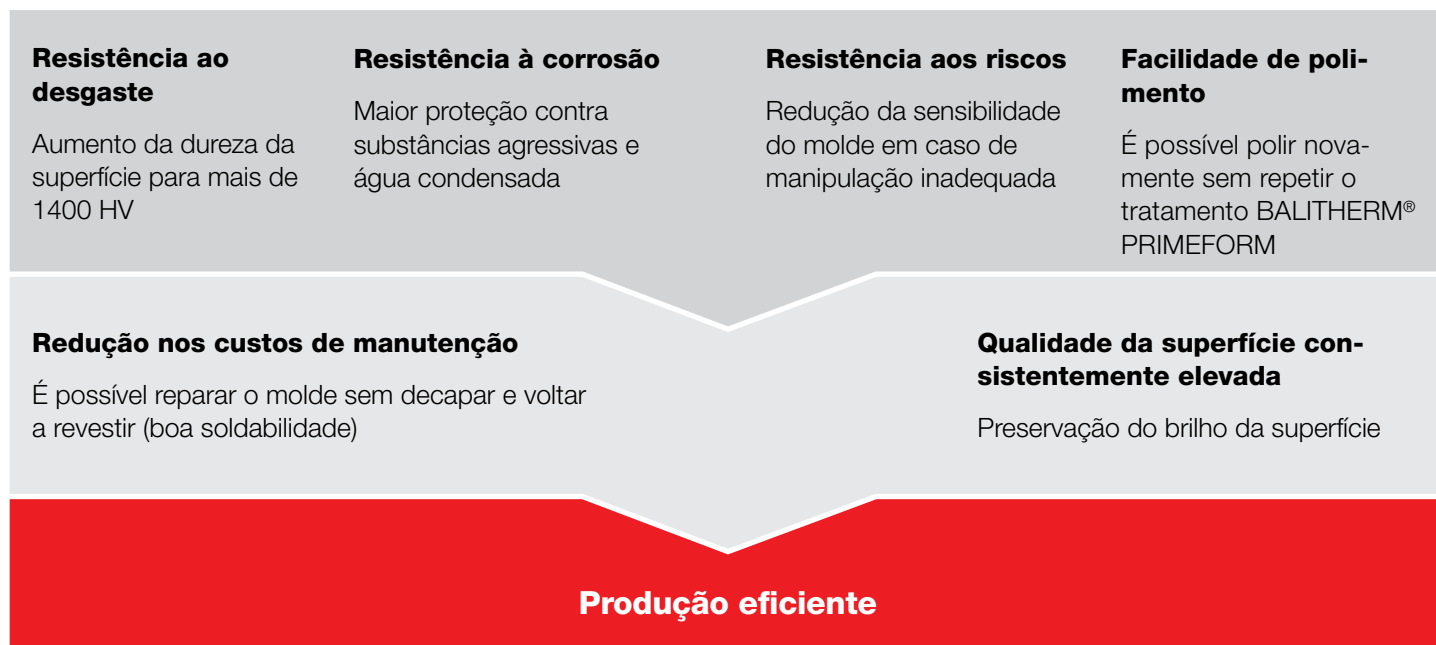 Resistência ao
desgaste
Aumento da dureza da
superfície para mais de
1400 HV
Resistência à corrosão
Maior proteção contra
substâncias agressivas e
água condensada
Resistência aos riscos
Redução da sensibilidade
do molde em caso de
manipulação inadequada
Facilidade de poli-
mento
É possível polir nova-
mente sem repetir o
tratamento BALITHERM®
PRIMEFORM
Redução nos custos de manutenção
É possível reparar o molde sem decapar e voltar
a revestir (boa soldabilidade)
Qualidade da superfície con-
sistentemente elevada
Preservação do brilho da superfície
Produção eficiente